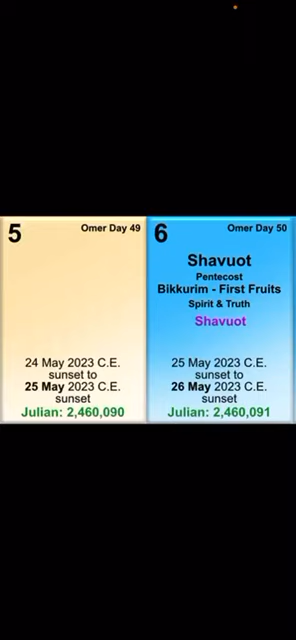 5
Omer Day 49
24 May 2023 C.E.
sunset to
25 May 2023 C.E.
sunset
Julian: 2,460,090
6
Omer Day 50
Shavuot
Pentecost
Bikkurim - First Fruits
Spirit & Truth
Shavuot
25 May 2023 C.E.
sunset to
26 May 2023 C.E.
sunset
Julian: 2,460,091